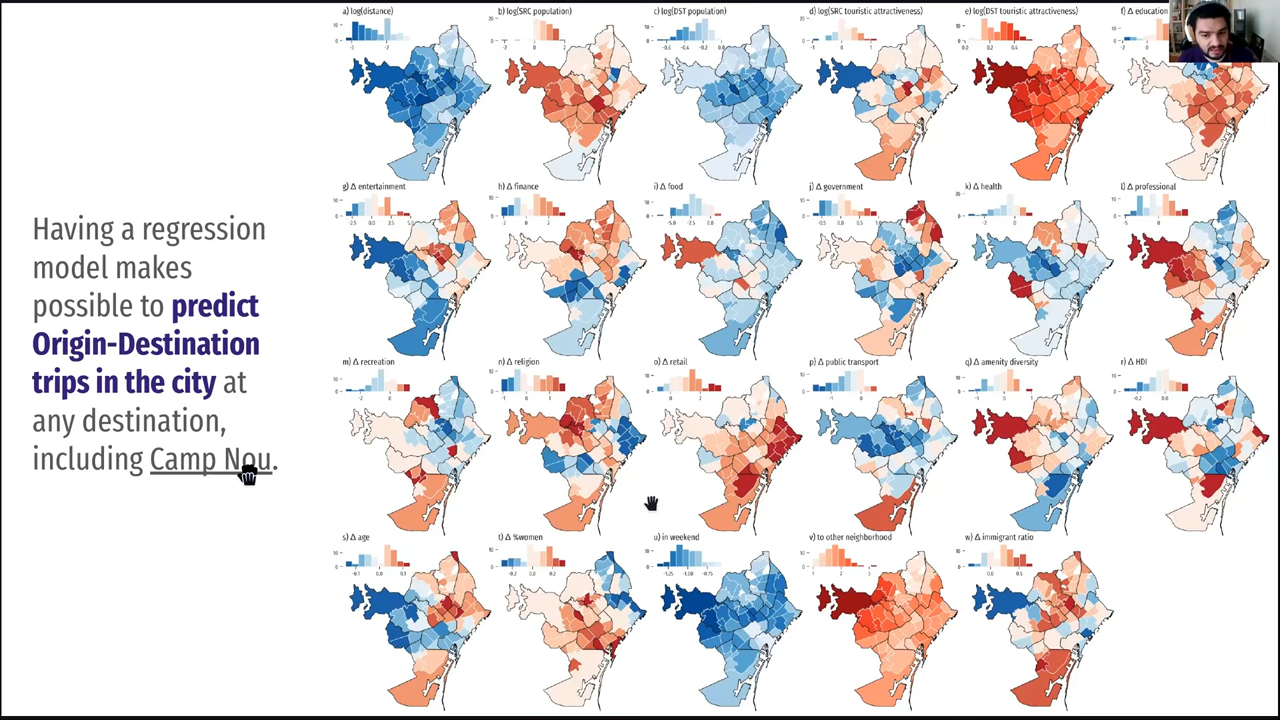 a) log(distance)
b) log(SRC population)
c) log(DST population)
d) log(SRC touristic attractiveness)
e) log(DST touristic attractiveness)
f) Δ education
g) Δ entertainment
h) Δ finance
i) Δ food
j) Δ government
k) Δ health
l) Δ professional
Having a regression
model makes
possible to predict
Origin-Destination
trips in the city at
any destination,
including Camp Nou.
m) Δ recreation
n) Δ religion
o) Δ retail
p) Δ public transport
q) Δ amenity diversity
r) Δ HDI
s) Δ age
t) Δ %women
u) in weekend
v) to other neighborhood
w) Δ immigrant ratio